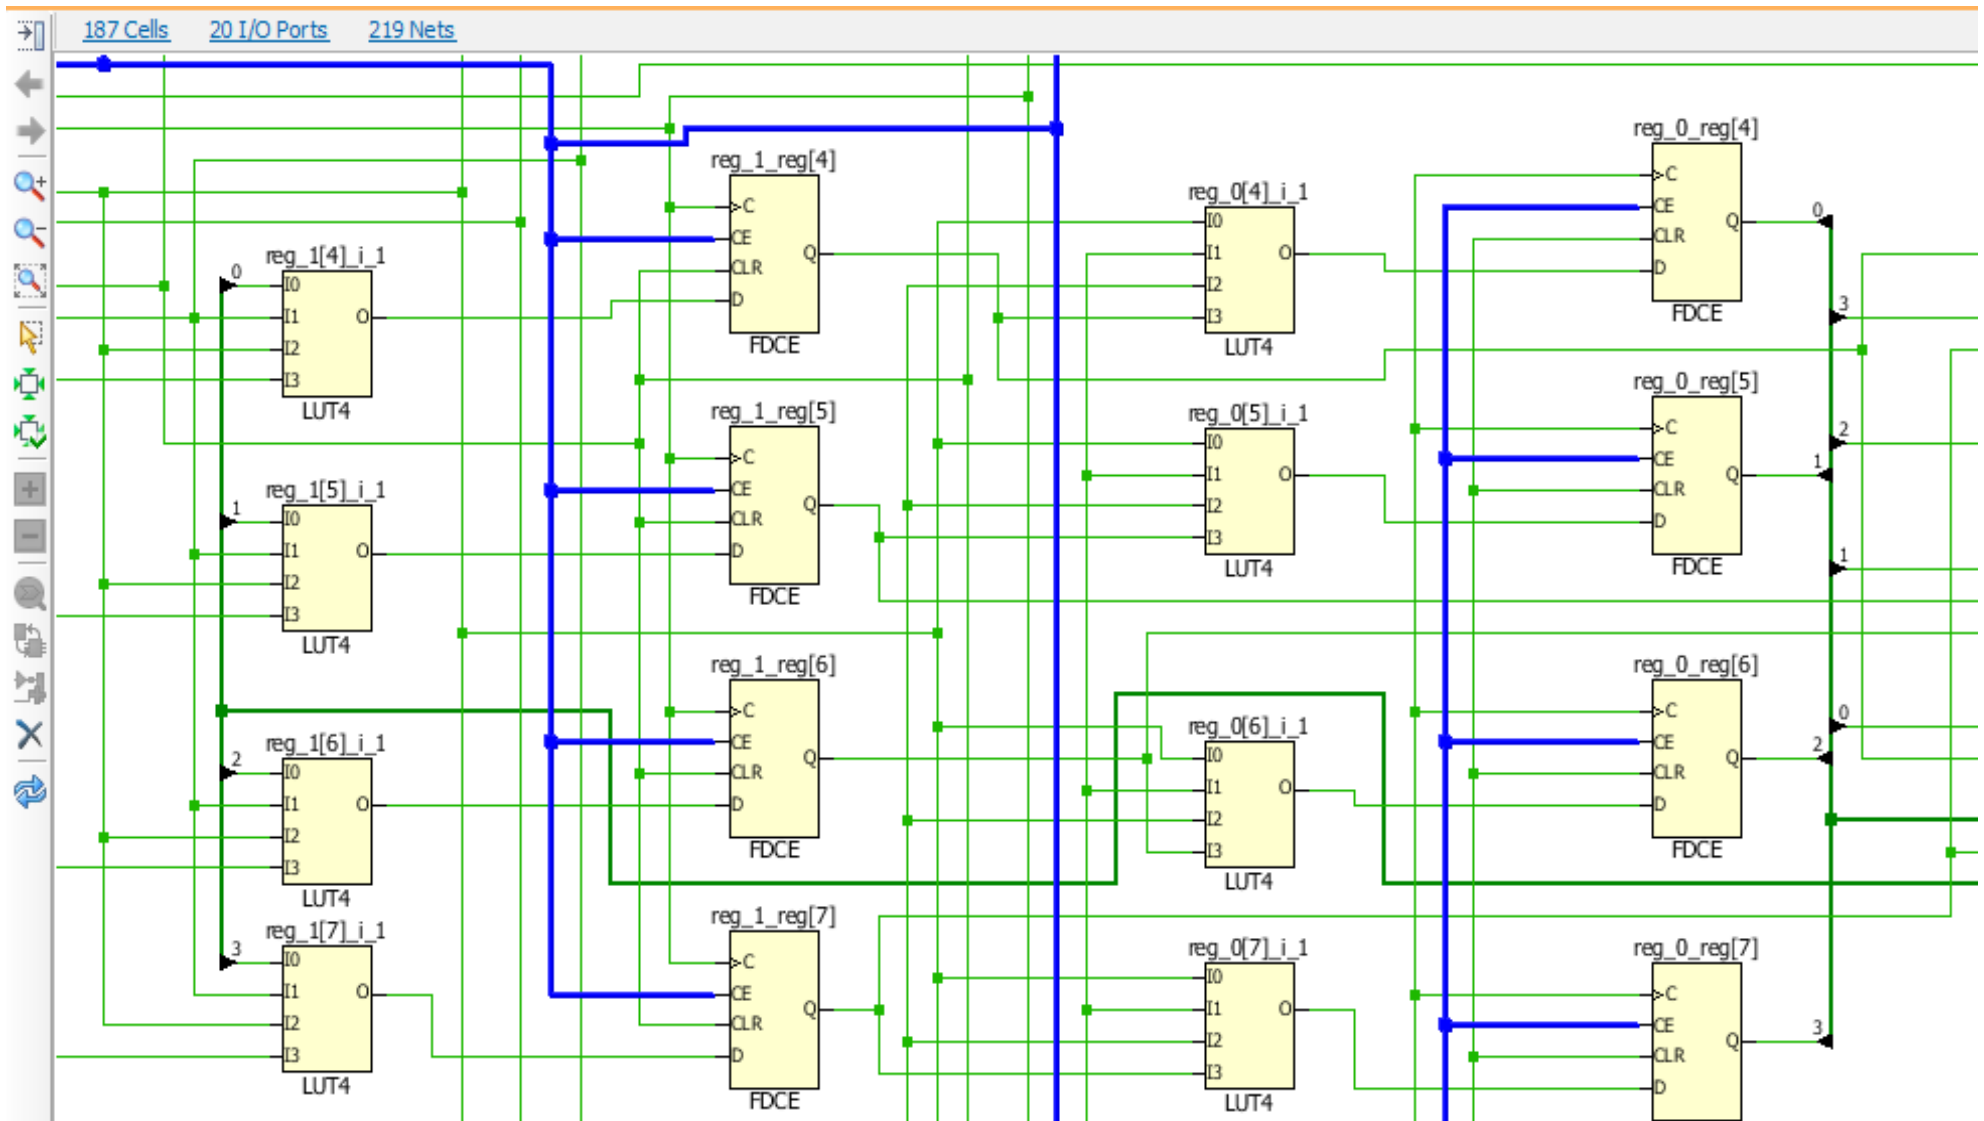 187 Cells 20 I/O Ports 219 Nets
reg_1[4]_i_1
0
I0
I1
I2
I3
O
LUT4
reg_1[5]_i_1
1
I0
I1
I2
I3
O
LUT4
reg_1[6]_i_1
2
I0
I1
I2
I3
O
LUT4
reg_1[7]_i_1
3
I0
I1
I2
I3
O
LUT4
reg_1_reg[4]
C
CE
CLR
D
Q
FDCE
reg_1_reg[5]
C
CE
CLR
D
Q
FDCE
reg_1_reg[6]
C
CE
CLR
D
Q
FDCE
reg_1_reg[7]
C
CE
CLR
D
Q
FDCE
reg_0[4]_i_1
I0
I1
I2
I3
O
LUT4
reg_0[5]_i_1
I0
I1
I2
I3
O
LUT4
reg_0[6]_i_1
I0
I1
I2
I3
O
LUT4
reg_0[7]_i_1
I0
I1
I2
I3
O
LUT4
reg_0_reg[4]
C
CE
CLR
D
Q
FDCE
reg_0_reg[5]
C
CE
CLR
D
Q
FDCE
reg_0_reg[6]
C
CE
CLR
D
Q
FDCE
reg_0_reg[7]
C
CE
CLR
D
Q
0
3
2
1
1
0
2
3